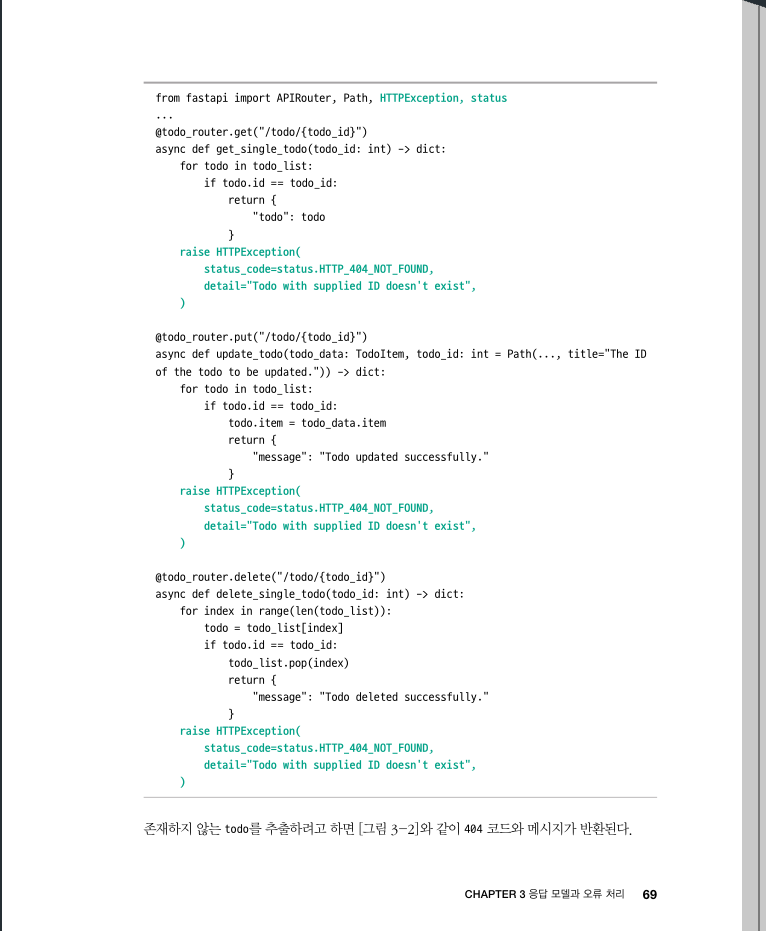 from fastapi import APIRouter, Path, HTTPException, status
...
@todo_router.get("/todo/{todo_id}")
async def get_single_todo(todo_id: int) -> dict:
    for todo in todo_list:
        if todo.id == todo_id:
            return {
                "todo": todo
            }
    raise HTTPException(
        status_code=status.HTTP_404_NOT_FOUND,
        detail="Todo with supplied ID doesn't exist",
    )
@todo_router.put("/todo/{todo_id}")
async def update_todo(todo_data: TodoItem, todo_id: int = Path(..., title="The ID
of the todo to be updated.")) -> dict:
    for todo in todo_list:
        if todo.id == todo_id:
            todo.item = todo_data.item
            return {
                "message": "Todo updated successfully."
            }
    raise HTTPException(
        status_code=status.HTTP_404_NOT_FOUND,
        detail="Todo with supplied ID doesn't exist",
    )
@todo_router.delete("/todo/{todo_id}")
async def delete_single_todo(todo_id: int) -> dict:
    for index in range(len(todo_list)):
        todo = todo_list[index]
        if todo.id == todo_id:
            todo_list.pop(index)
            return {
                "message": "Todo deleted successfully."
            }
    raise HTTPException(
        status_code=status.HTTP_404_NOT_FOUND,
        detail="Todo with supplied ID doesn't exist",
    )
존재하지 않는 todo를 추출하려고 하면 [그림 3-2]와 같이 404 코드와 메시지가 반환된다.
CHAPTER 3 응답 모델과 오류 처리 69